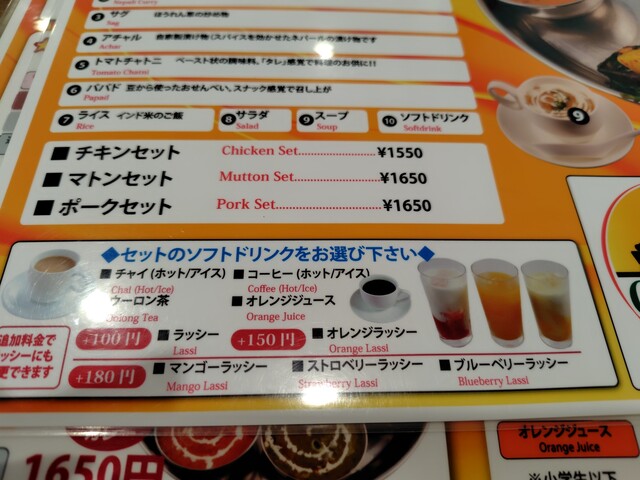 Nepali Curry
3 サグ ほうれん草の炒め物
Sag
4 アチャル 自家製漬け物(スパイスを効かせたネパールの漬け物です
Achar
5 トマトチャトニ ペースト状の調味料。「タレ」感覚で料理のお供に!!
Tomato Chatni
6 パパド 豆から使ったおせんべい、スナック感覚で召し上が
Papad
7 ライス インド米のご飯 8 サラダ 9 スープ 10 ソフトドリンク
Rice Salad Soup Softdrink
9
■ チキンセット Chicken Set ¥1550
■ マトンセット Mutton Set ¥1650
■ ポークセット Pork Set ¥1650
◆セットのソフトドリンクをお選び下さい◆
■ チャイ (ホット/アイス) ■ コーヒー (ホット/アイス)
Chai (Hot/Ice) Coffee (Hot/Ice)
ウーロン茶 ■ オレンジジュース
Oolong Tea Orange Juice
追加料金で
ッシーにも
更できます
+100円 ■ ラッシー +150円 ■ オレンジラッシー
Lassi Orange Lassi
+180円 ■ マンゴーラッシー ■ ストロベリーラッシー ■ ブルーベリーラッシー
Mango Lassi Strawberry Lassi Blueberry Lassi
1650円
オレンジジュース
Orange Juice
※小学生以下